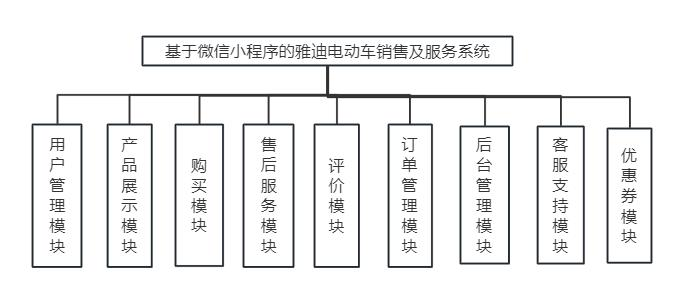 基于微信小程序的雅迪电动车销售及服务系统
用户管理模块
产品展示模块
购买模块
售后服务模块
评价模块
订单管理模块
后台管理模块
客服支持模块
优惠券模块